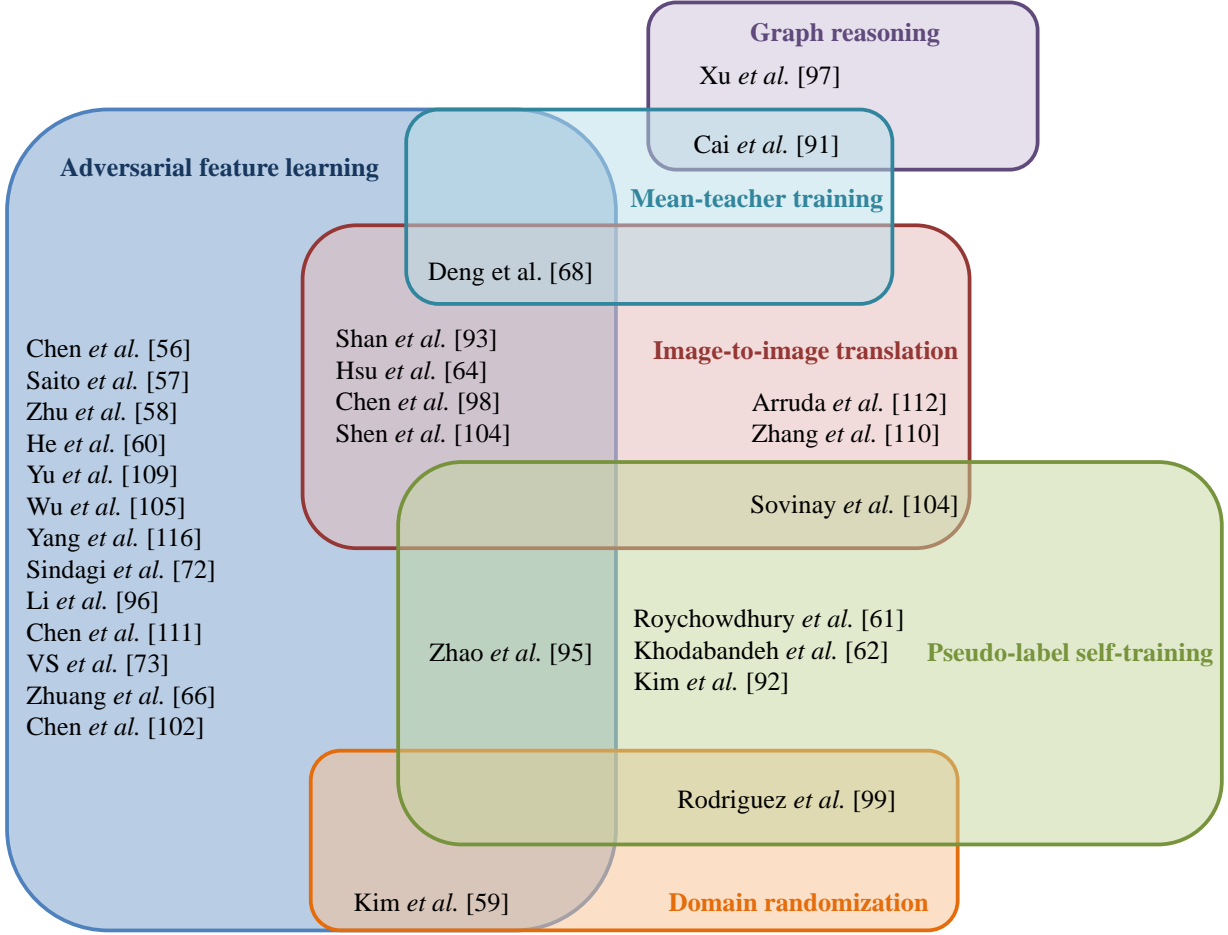 Graph reasoning
Xu et al. [97]
Cai et al. [91]
Adversarial feature learning
Mean-teacher training
Deng et al. [68]
Chen et al. [56]
Saito et al. [57]
Zhu et al. [58]
He et al. [60]
Yu et al. [109]
Wu et al. [105]
Yang et al. [116]
Sindagi et al. [72]
Li et al. [96]
Chen et al. [111]
VS et al. [73]
Zhuang et al. [66]
Chen et al. [102]
Shan et al. [93]
Hsu et al. [64]
Chen et al. [98]
Shen et al. [104]
Image-to-image translation
Arruda et al. [112]
Zhang et al. [110]
Sovinay et al. [104]
Zhao et al. [95]
Roychowdhury et al. [61]
Khodabandeh et al. [62]
Kim et al. [92]
Pseudo-label self-training
Rodriguez et al. [99]
Kim et al. [59]
Domain randomization